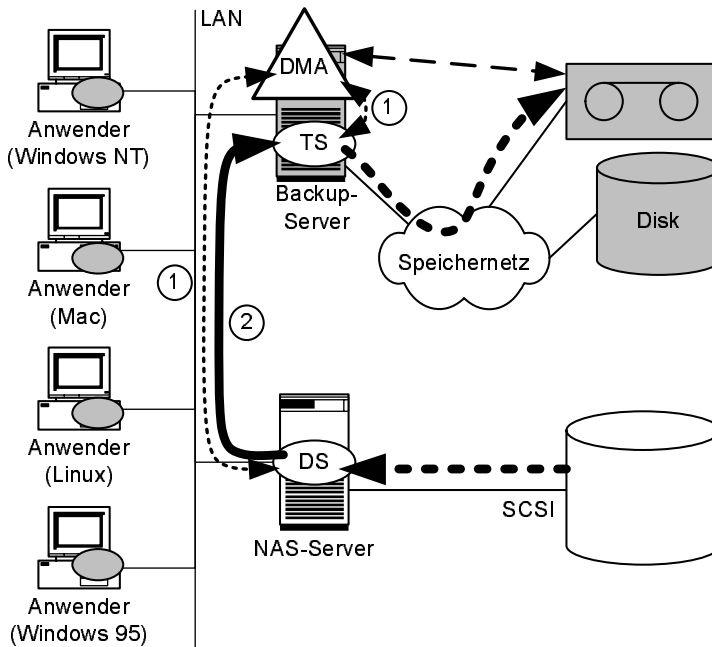 LAN
DMA
1
Anwender
(Windows NT)
TS
Backup-
Server
Disk
Speichernetz
Anwender
(Mac)
1
2
Anwender
(Linux)
DS
SCSI
NAS-Server
Anwender
(Windows 95)